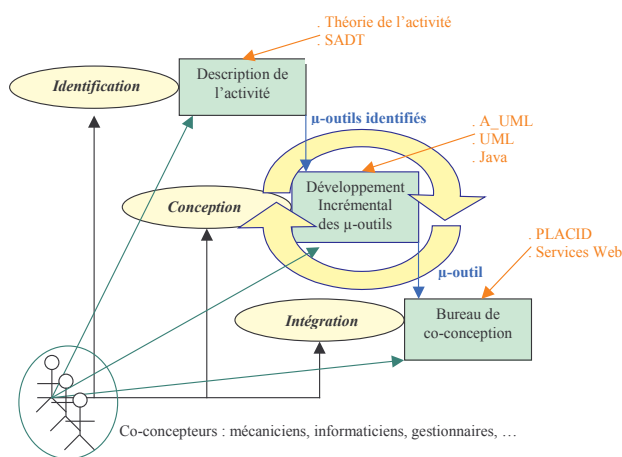 . Théorie de l'activité
. SADT
Identification
Description de
l'activité
µ-outils identifiés
. A_UML
. UML
. Java
Conception
Développement
Incrémental
des µ-outils
. PLACID
. Services Web
µ-outil
Intégration
Bureau de
co-conception
Co-concepteurs : mécaniciens, informaticiens, gestionnaires, …